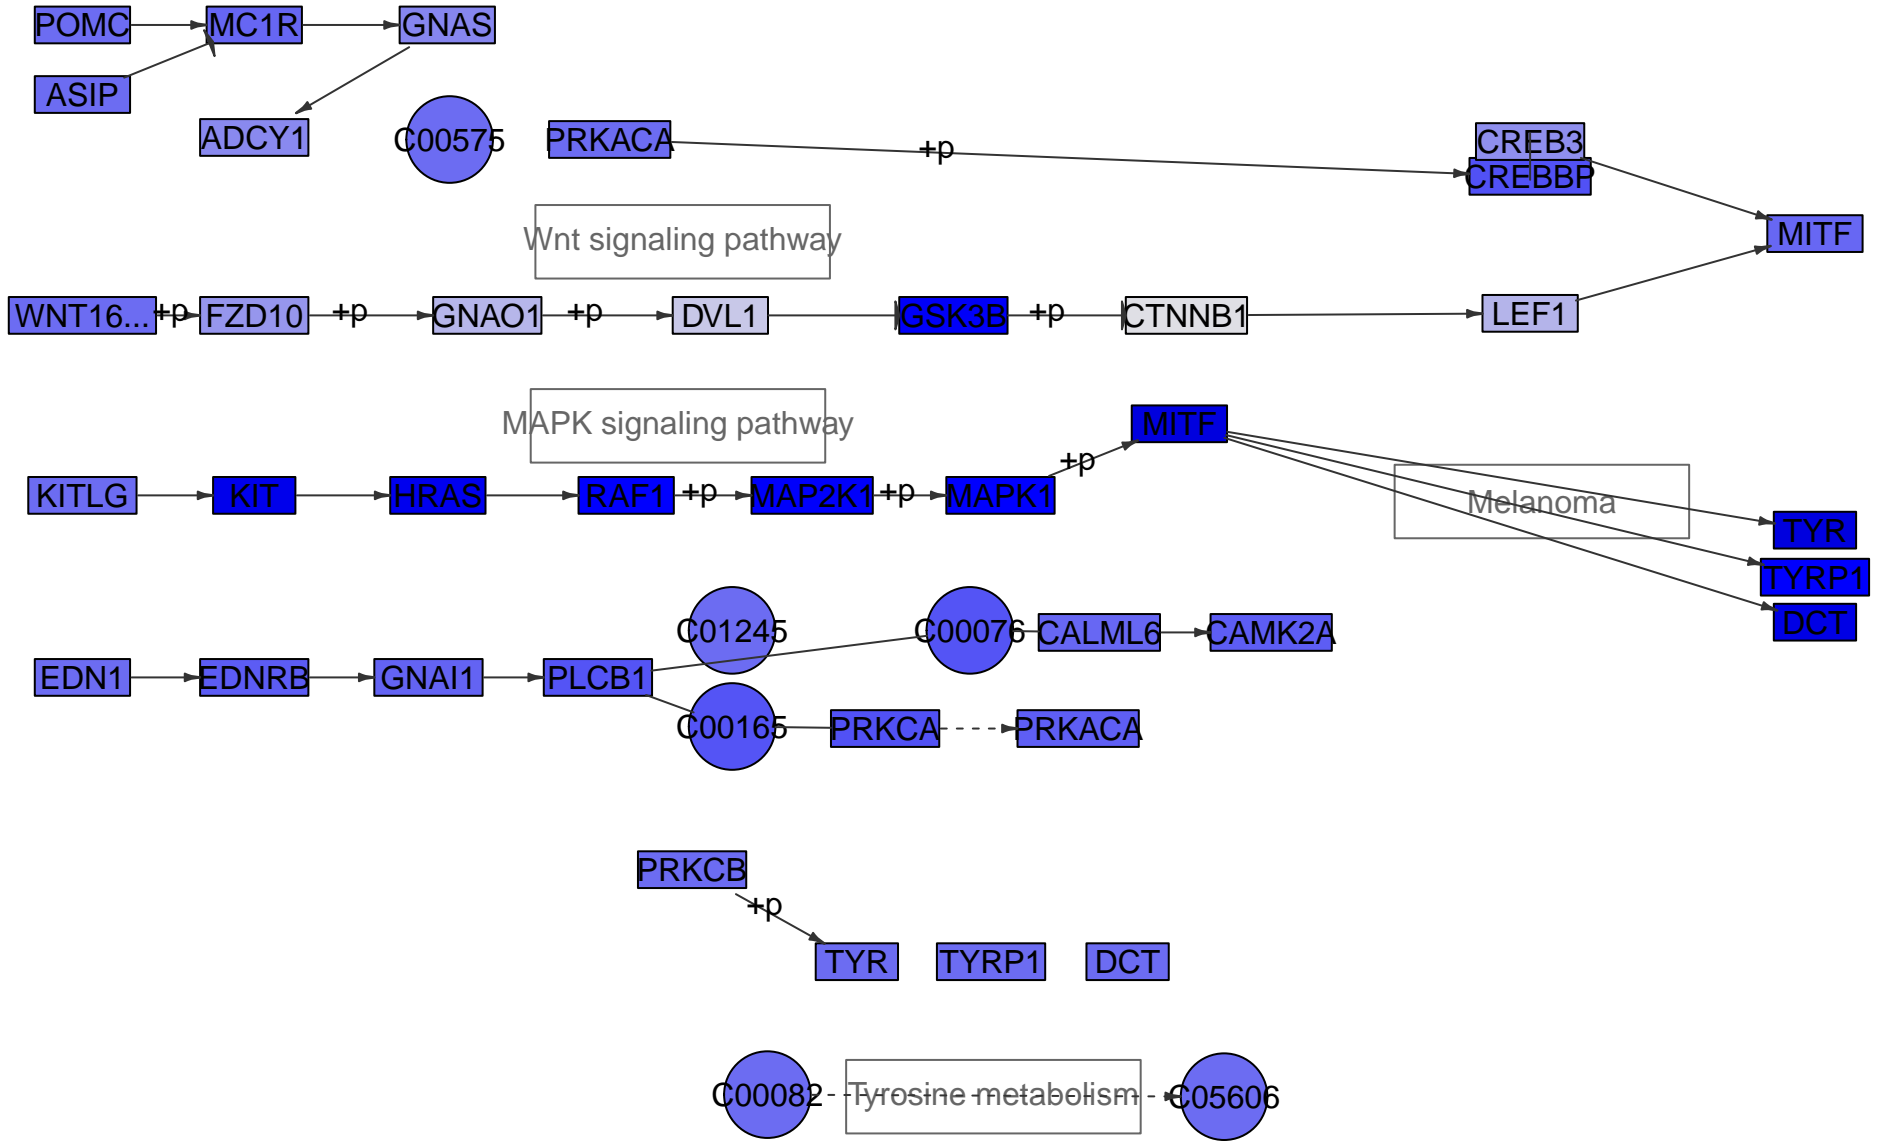 POMC MC1R GNAS
ASIP
ADCY1 C00575 PRKACA +p CREB3
CREBBP
Wnt signaling pathway MITF
WNT16... +p FZD10 +p GNAO1 +p DVL1 GSK3B +p CTNNB1 LEF1
MAPK signaling pathway MITF
+p
KITLG KIT HRAS RAF1 +p MAP2K1 +p MAPK1 Melanoma
TYR
TYRP1
DCT
C01245 C00076 CALML6 CAMK2A
EDN1 EDNRB GNAI1 PLCB1
C00165 PRKCA PRKACA
PRKCB
+p
TYR TYRP1 DCT
C00082 Tyrosine metabolism C05606